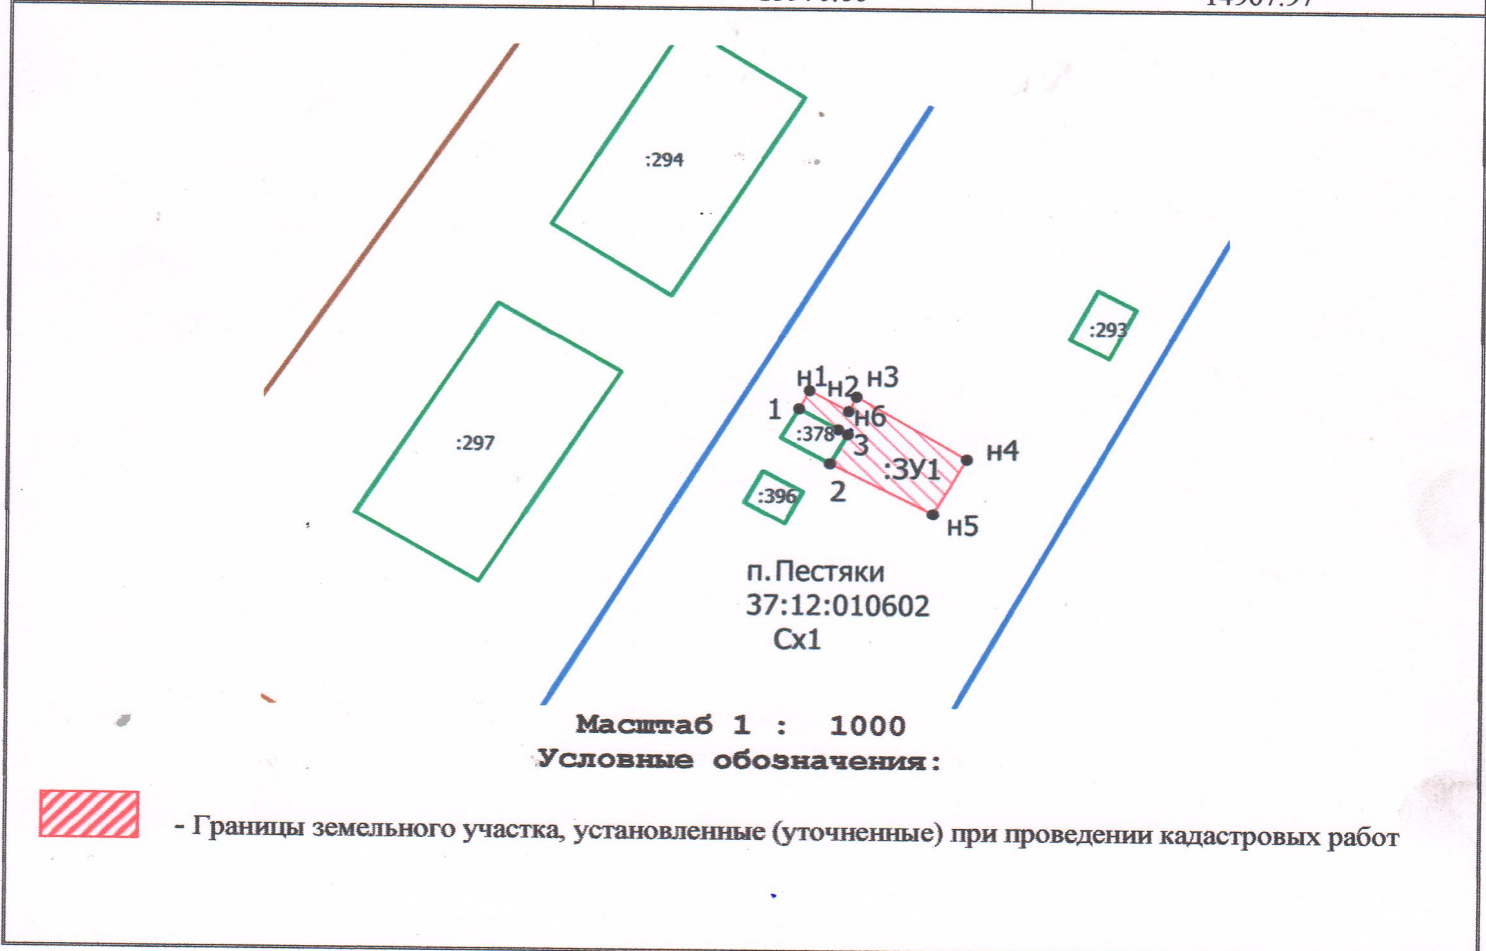 :294
:293
н1 н2 н3
1 н6
:378 3
н4
:297
:ЗУ1
2
:396
н5
п.Пестяки
37:12:010602
Сх1
Масштаб 1 : 1000
Условные обозначения:
- Границы земельного участка, установленные (уточненные) при проведении кадастровых работ